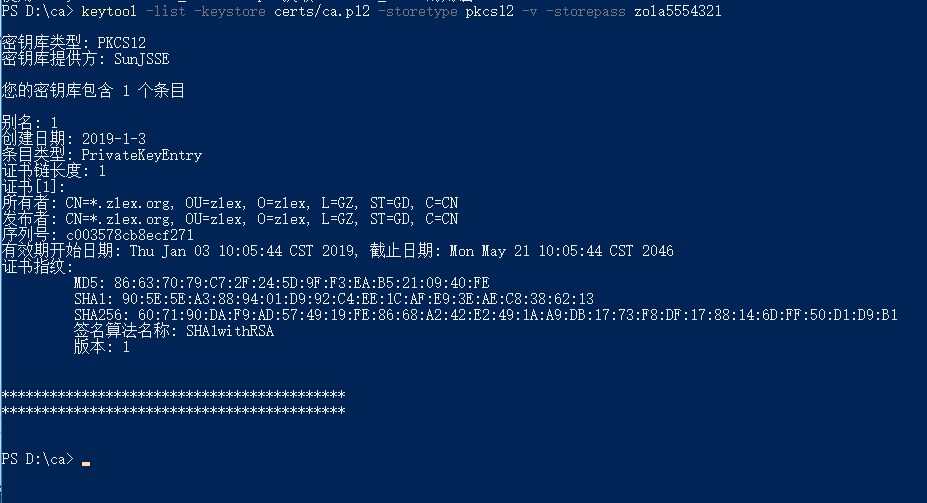 PS D:\ca> keytool -list -keystore certs/ca.p12 -storetype pkcs12 -v -storepass zola5554321
密钥库类型: PKCS12
密钥库提供方: SunJSSE
您的密钥库包含 1 个条目
别名: 1
创建日期: 2019-1-3
条目类型: PrivateKeyEntry
证书链长度: 1
证书[1]:
所有者: CN=*.zlex.org, OU=zlex, O=zlex, L=GZ, ST=GD, C=CN
发布者: CN=*.zlex.org, OU=zlex, O=zlex, L=GZ, ST=GD, C=CN
序列号: c003578cb8ecf271
有效期开始日期: Thu Jan 03 10:05:44 CST 2019, 截止日期: Mon May 21 10:05:44 CST 2046
证书指纹:
MD5: 86:63:70:79:C7:2F:24:5D:9F:F3:EA:B5:21:09:40:FE
SHA1: 90:5E:5E:A3:88:94:01:D9:92:C4:EE:1C:AF:E9:3E:AE:C8:38:62:13
SHA256: 60:71:90:DA:F9:AD:57:49:19:FE:86:68:A2:42:E2:49:1A:A9:DB:17:73:F8:DF:17:88:14:6D:FF:50:D1:D9:B1
签名算法名称: SHA1withRSA
版本: 1
*******************************************
*******************************************
PS D:\ca>